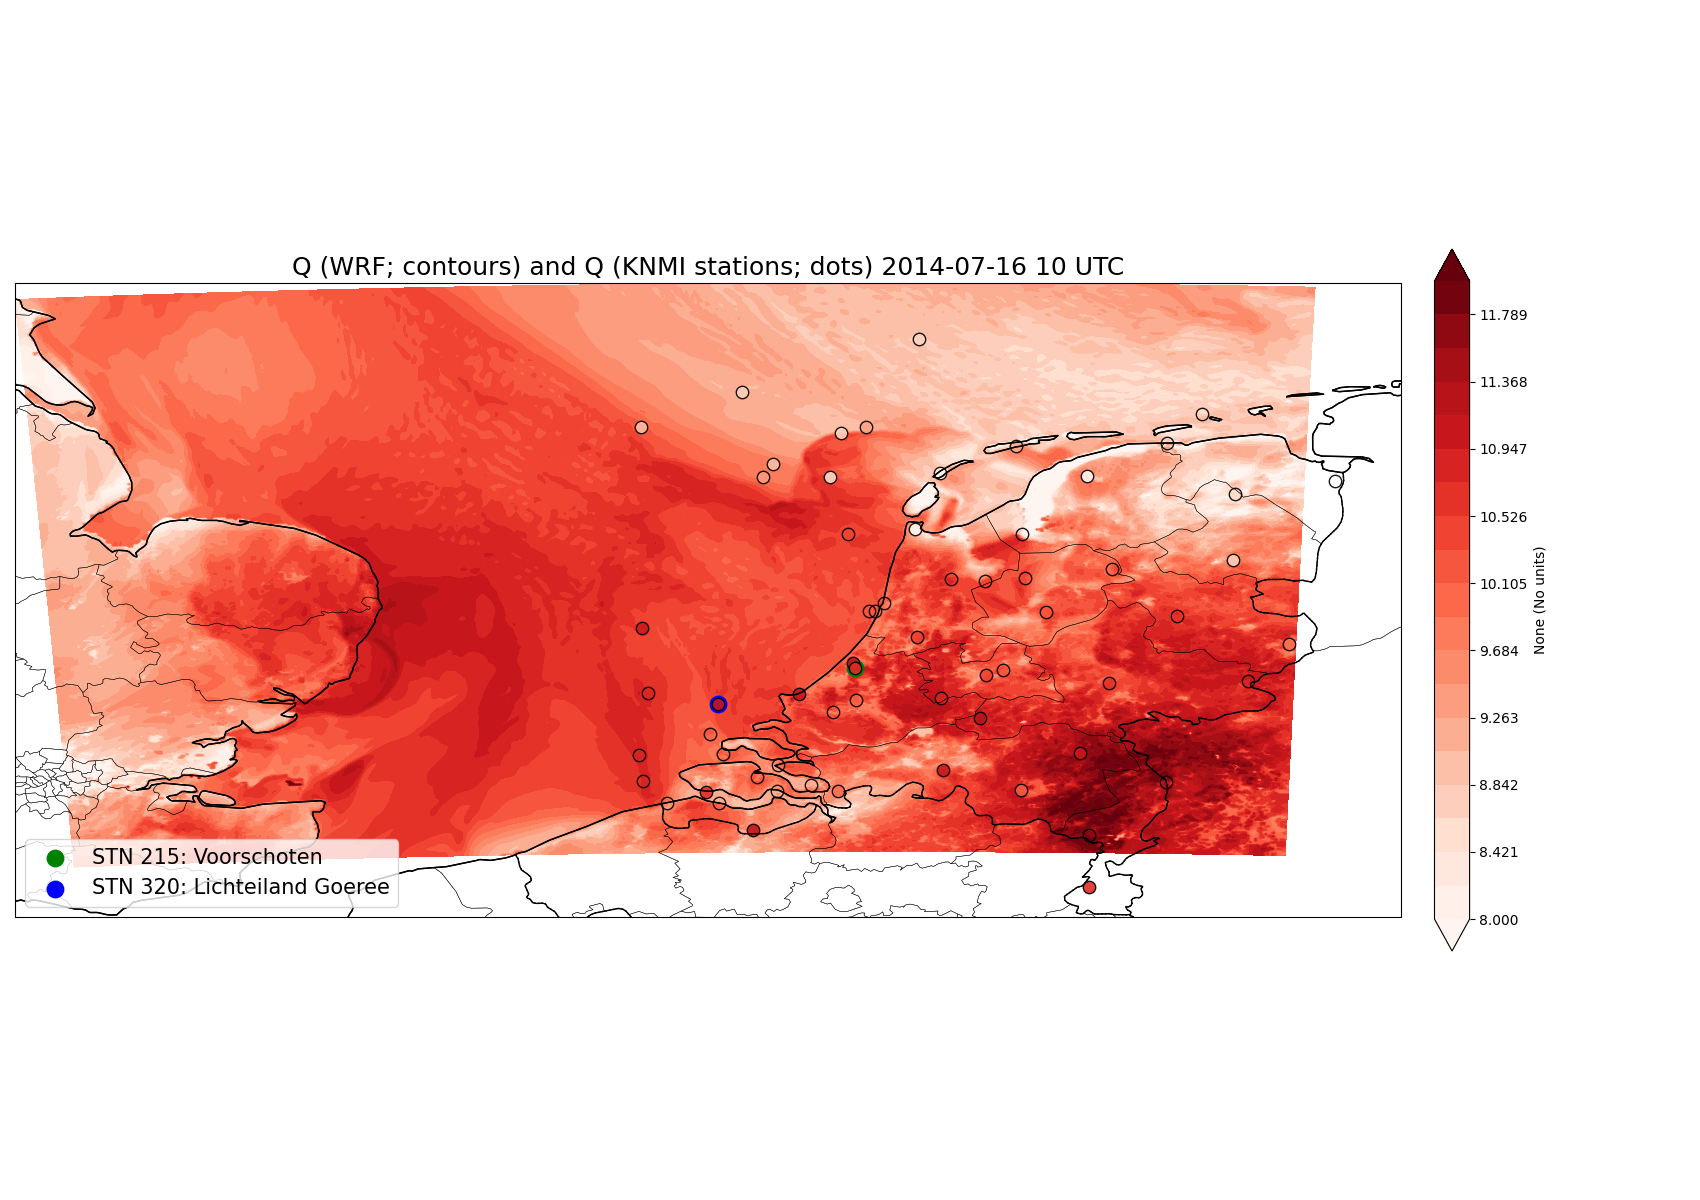 Q (WRF; contours) and Q (KNMI stations; dots) 2014-07-16 10 UTC
11.789
11.368
10.947
10.526
10.105
9.684
9.263
8.842
8.421
8.000
None (No units)
STN 215: Voorschoten
STN 320: Lichteiland Goeree